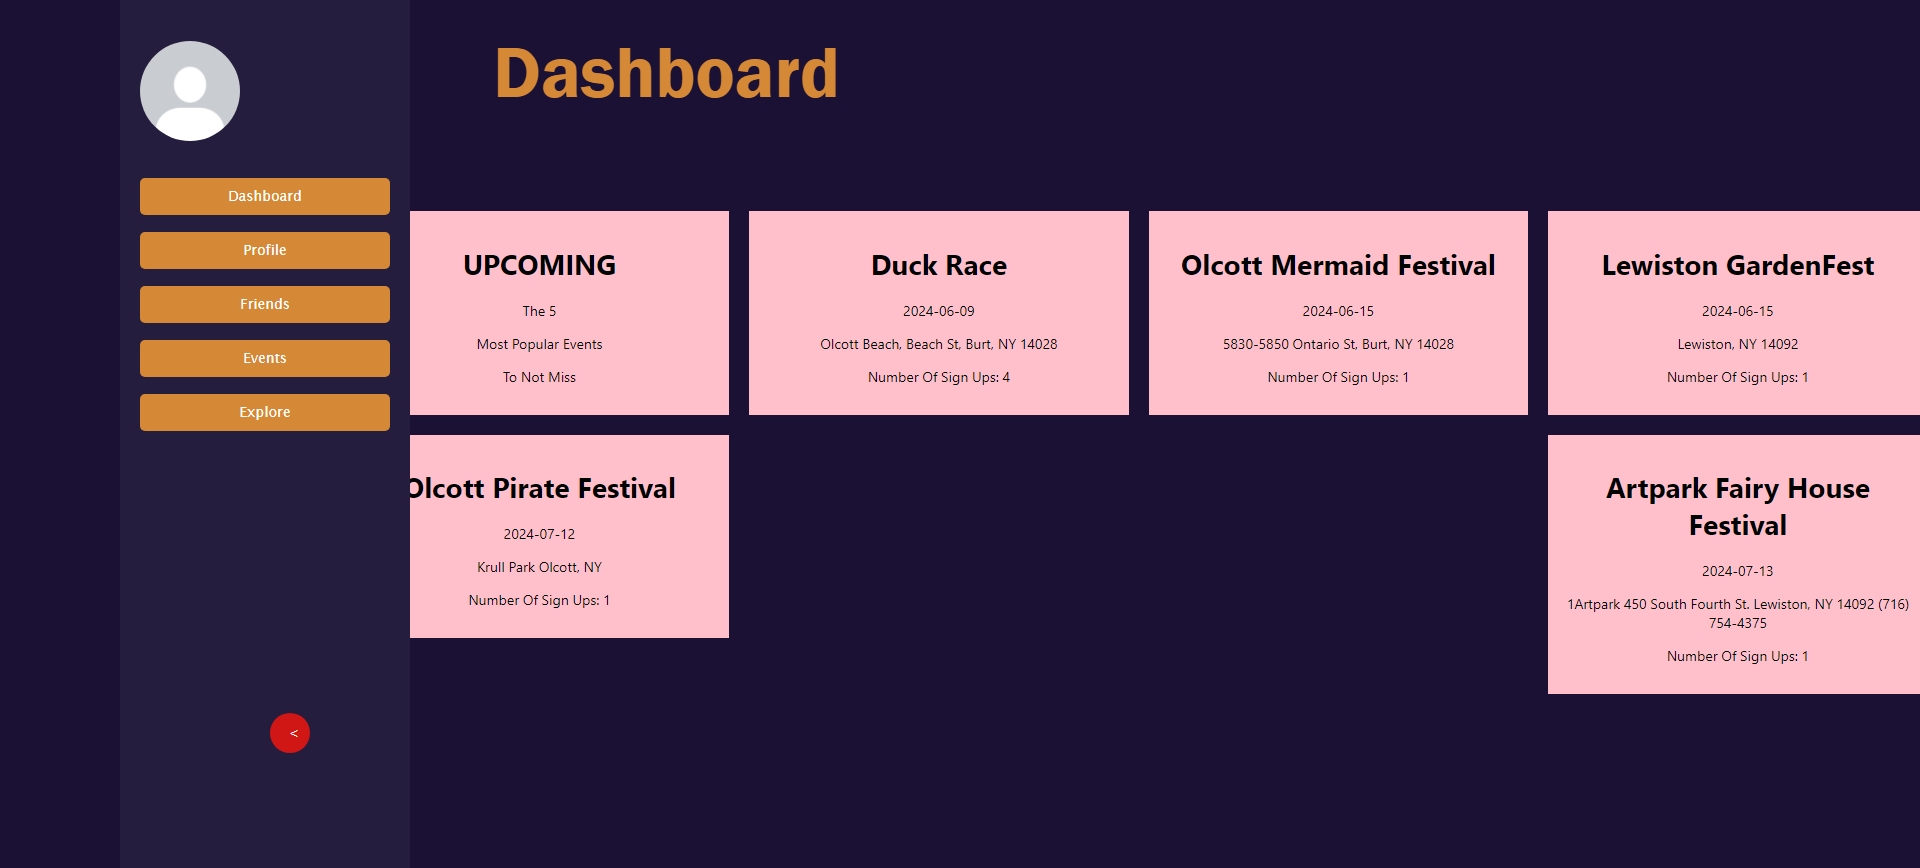 Dashboard
Dashboard
Profile
Friends
Events
Explore
<
UPCOMING
The 5
Most Popular Events
To Not Miss
Duck Race
2024-06-09
Olcott Beach, Beach St, Burt, NY 14028
Number Of Sign Ups: 4
Olcott Mermaid Festival
2024-06-15
5830-5850 Ontario St, Burt, NY 14028
Number Of Sign Ups: 1
Lewiston GardenFest
2024-06-15
Lewiston, NY 14092
Number Of Sign Ups: 1
Olcott Pirate Festival
2024-07-12
Krull Park Olcott, NY
Number Of Sign Ups: 1
Artpark Fairy House
Festival
2024-07-13
1Artpark 450 South Fourth St. Lewiston, NY 14092 (716)
754-4375
Number Of Sign Ups: 1